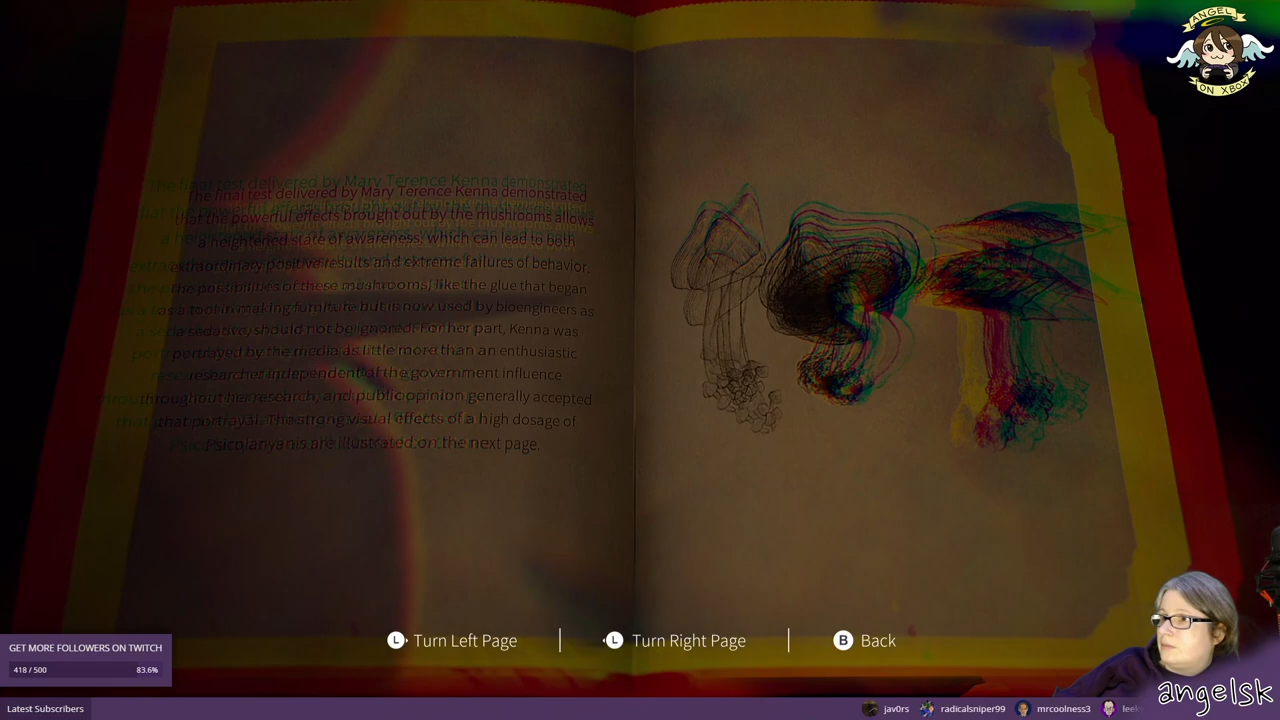 ANGEL
ON XBOX
The final test delivered by Mary Terence Kenna demonstrated
that the powerful effects brought out by the mushrooms allows
a heightened state of awareness, which can lead to both
extraordinary positive results and extreme failures of behavior.
the possibilities of these mushrooms, like the glue that began
as a tool in making furniture but is now used by bioengineers as
a sedative, should not be ignored. For her part, Kenna was
portrayed by the media as little more than an enthusiastic
researcher independent of the government influence
throughout her research, and public opinion generally accepted
that portrayal. The strong visual effects of a high dosage of
Psicolanyanis are illustrated on the next page.
L Turn Left Page
L Turn Right Page
B Back
GET MORE FOLLOWERS ON TWITCH
418 / 500 83.6%
angelsk
Latest Subscribers
jav0rs radicalsniper99 mrcoolness3